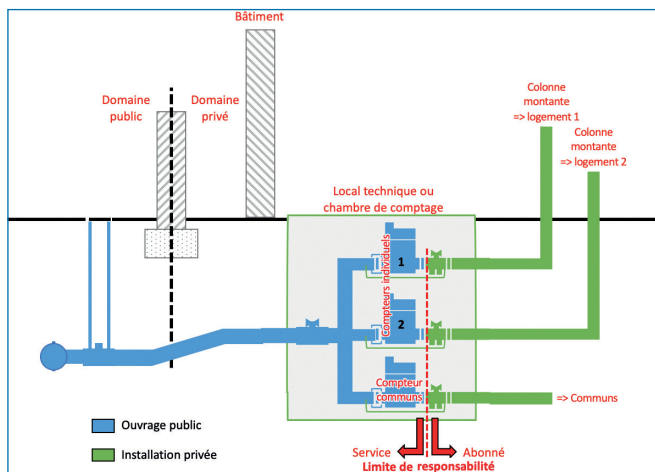 Bâtiment
Domaine
public
Domaine
privé
Colonne
montante
=> logement 1
Colonne
montante
=> logement 2
Local technique ou
chambre de comptage
Compteurs individuels
1
2
Compteur
communs
=> Communs
Ouvrage public
Installation privée
Service
Abonné
Limite de responsabilité